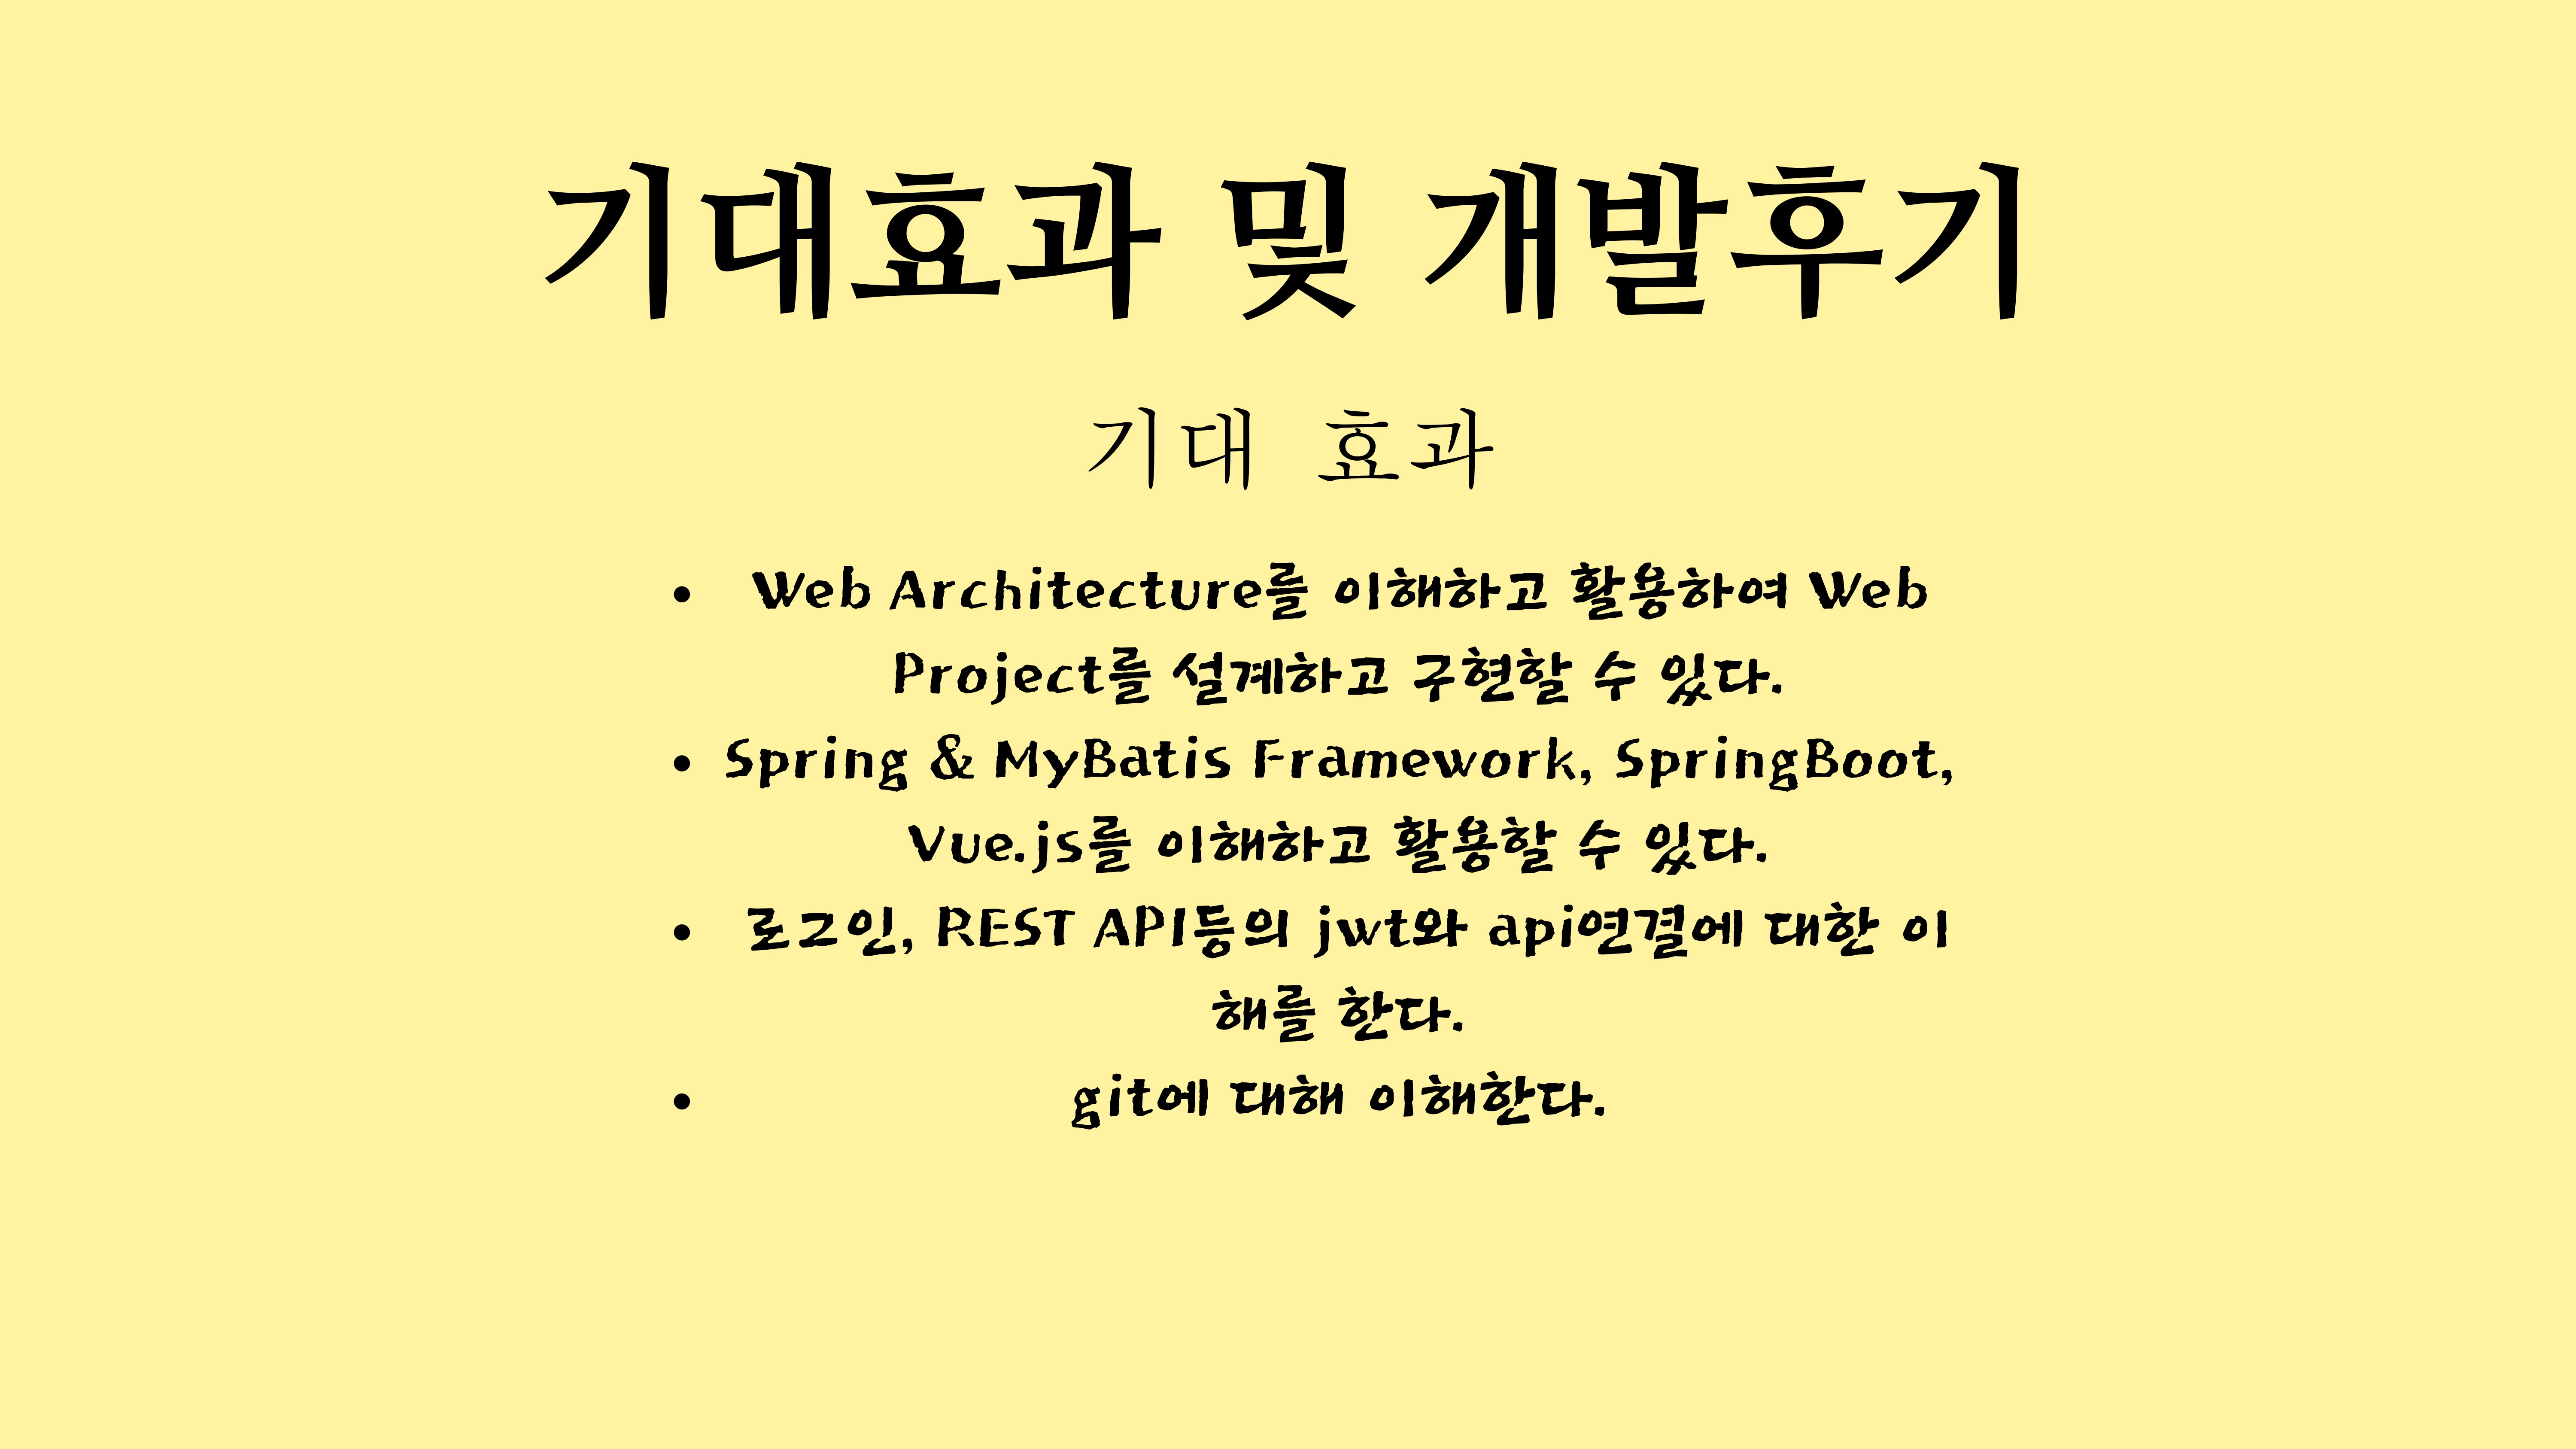 기대효과 및 개발후기
기대 효과
• Web Architecture를 이해하고 활용하여 Web
Project를 설계하고 구현할 수 있다.
• Spring & MyBatis Framework, SpringBoot,
Vue.js를 이해하고 활용할 수 있다.
• 로그인, REST API등의 jwt와 api연결에 대한 이
해를 한다.
• git에 대해 이해한다.